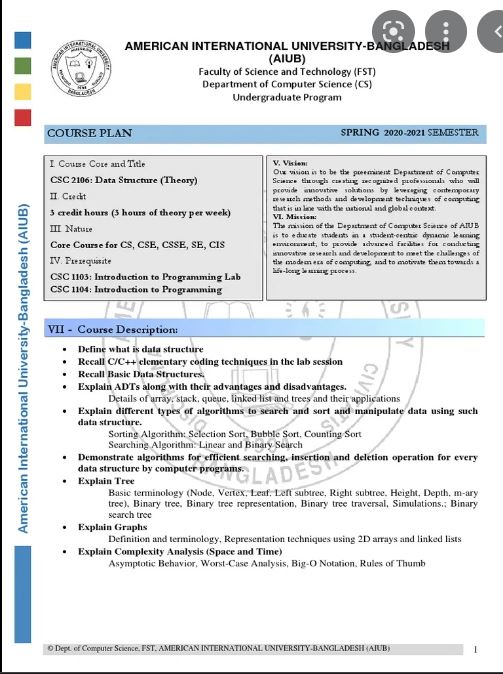 AMERICAN INTERNATIONAL UNIVERSITY-BANGLADESH
(AIUB)
Faculty of Science and Technology (FST)
Department of Computer Science (CS)
Undergraduate Program
COURSE PLAN
SPRING 2020-2021 SEMESTER
I. Course Core and Title
CSC 2106: Data Structure (Theory)
II. Credit
3 credit hours (3 hours of theory per week)
III. Nature
Core Course for CS, CSE, CSSE, SE, CIS
IV. Prerequisite
CSC 1103: Introduction to Programming Lab
CSC 1104: Introduction to Programming
V. Vision:
Our vision is to be the preeminent Department of Computer
Science through creating recognized professionals who will
provide innovative solutions by leveraging contemporary
research methods and development techniques of computing
that is in line with the national and global context.
VI. Mission:
The mission of the Department of Computer Science of AIUB
is to educate students in a student-centric dynamic learning
environment; to provide advanced facilities for conducting
innovative research and development to meet the challenges of
the modern era of computing, and to motivate them towards a
life-long learning process.
VII - Course Description:
• Define what is data structure
• Recall C/C++ elementary coding techniques in the lab session
• Recall Basic Data Structures.
• Explain ADTs along with their advantages and disadvantages.
Details of array, stack, queue, linked list and trees and their applications
• Explain different types of algorithms to search and sort and manipulate data using such
data structure.
Sorting Algorithm: Selection Sort, Bubble Sort, Counting Sort
Searching Algorithm: Linear and Binary Search
• Demonstrate algorithms for efficient searching, insertion and deletion operation for every
data structure by computer programs.
• Explain Tree
Basic terminology (Node, Vertex, Leaf, Left subtree, Right subtree, Height, Depth, m-ary
tree), Binary tree, Binary tree representation, Binary tree traversal, Simulations.; Binary
search tree
• Explain Graphs
Definition and terminology, Representation techniques using 2D arrays and linked lists
• Explain Complexity Analysis (Space and Time)
Asymptotic Behavior, Worst-Case Analysis, Big-O Notation, Rules of Thumb
American International University-Bangladesh (AIUB)
© Dept. of Computer Science, FST, AMERICAN INTERNATIONAL UNIVERSITY-BANGLADESH (AIUB)
1